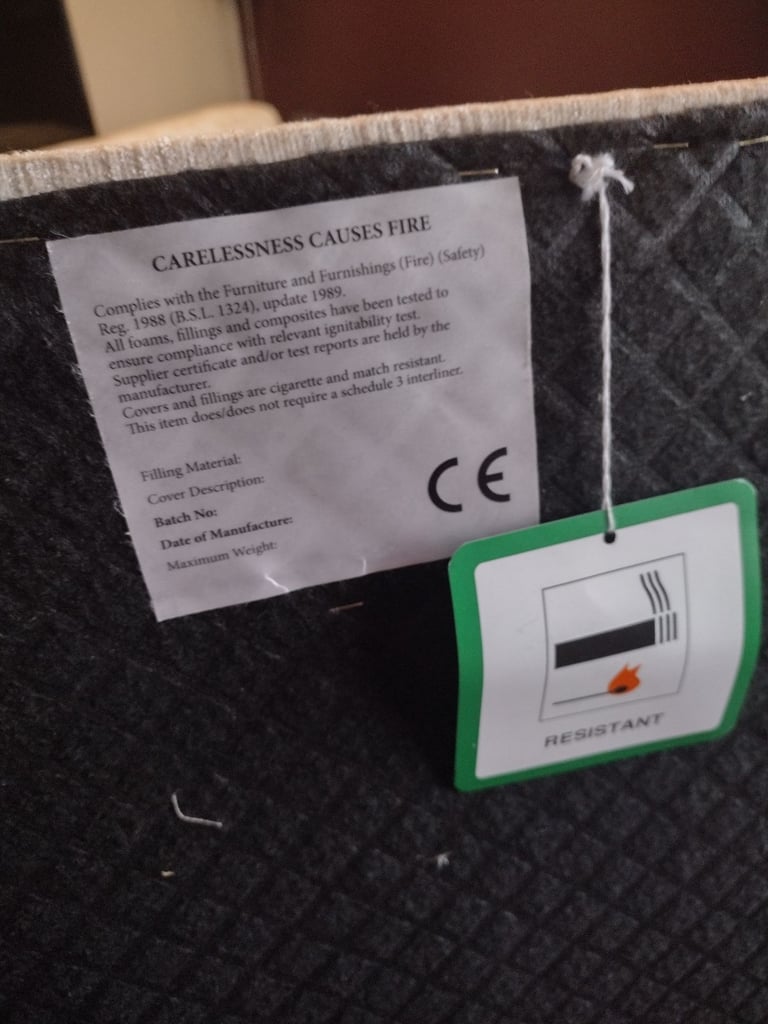 CARELESSNESS CAUSES FIRE
Complies with the Furniture and Furnishings (Fire) (Safety)
Reg. 1988 (B.S.L. 1324), update 1989.
All foams, fillings and composites have been tested to
ensure compliance with relevant ignitability test.
Supplier certificate and/or test reports are held by the
manufacturer.
Covers and fillings are cigarette and match resistant.
This item does/does not require a schedule 3 interliner.
Filling Material:
Cover Description:
Batch No:
Date of Manufacture:
Maximum Weight:
CE
RESISTANT